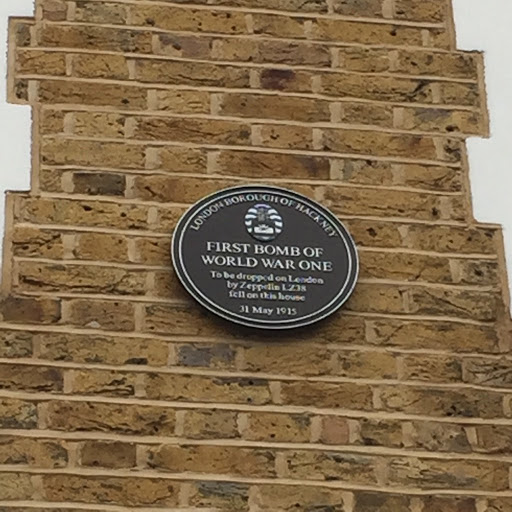 LONDON BOROUGH OF HACKNEY
FIRST BOMB OF
WORLD WAR ONE
To be dropped on London
by Zeppelin LZ38
fell on this house
31 May 1915